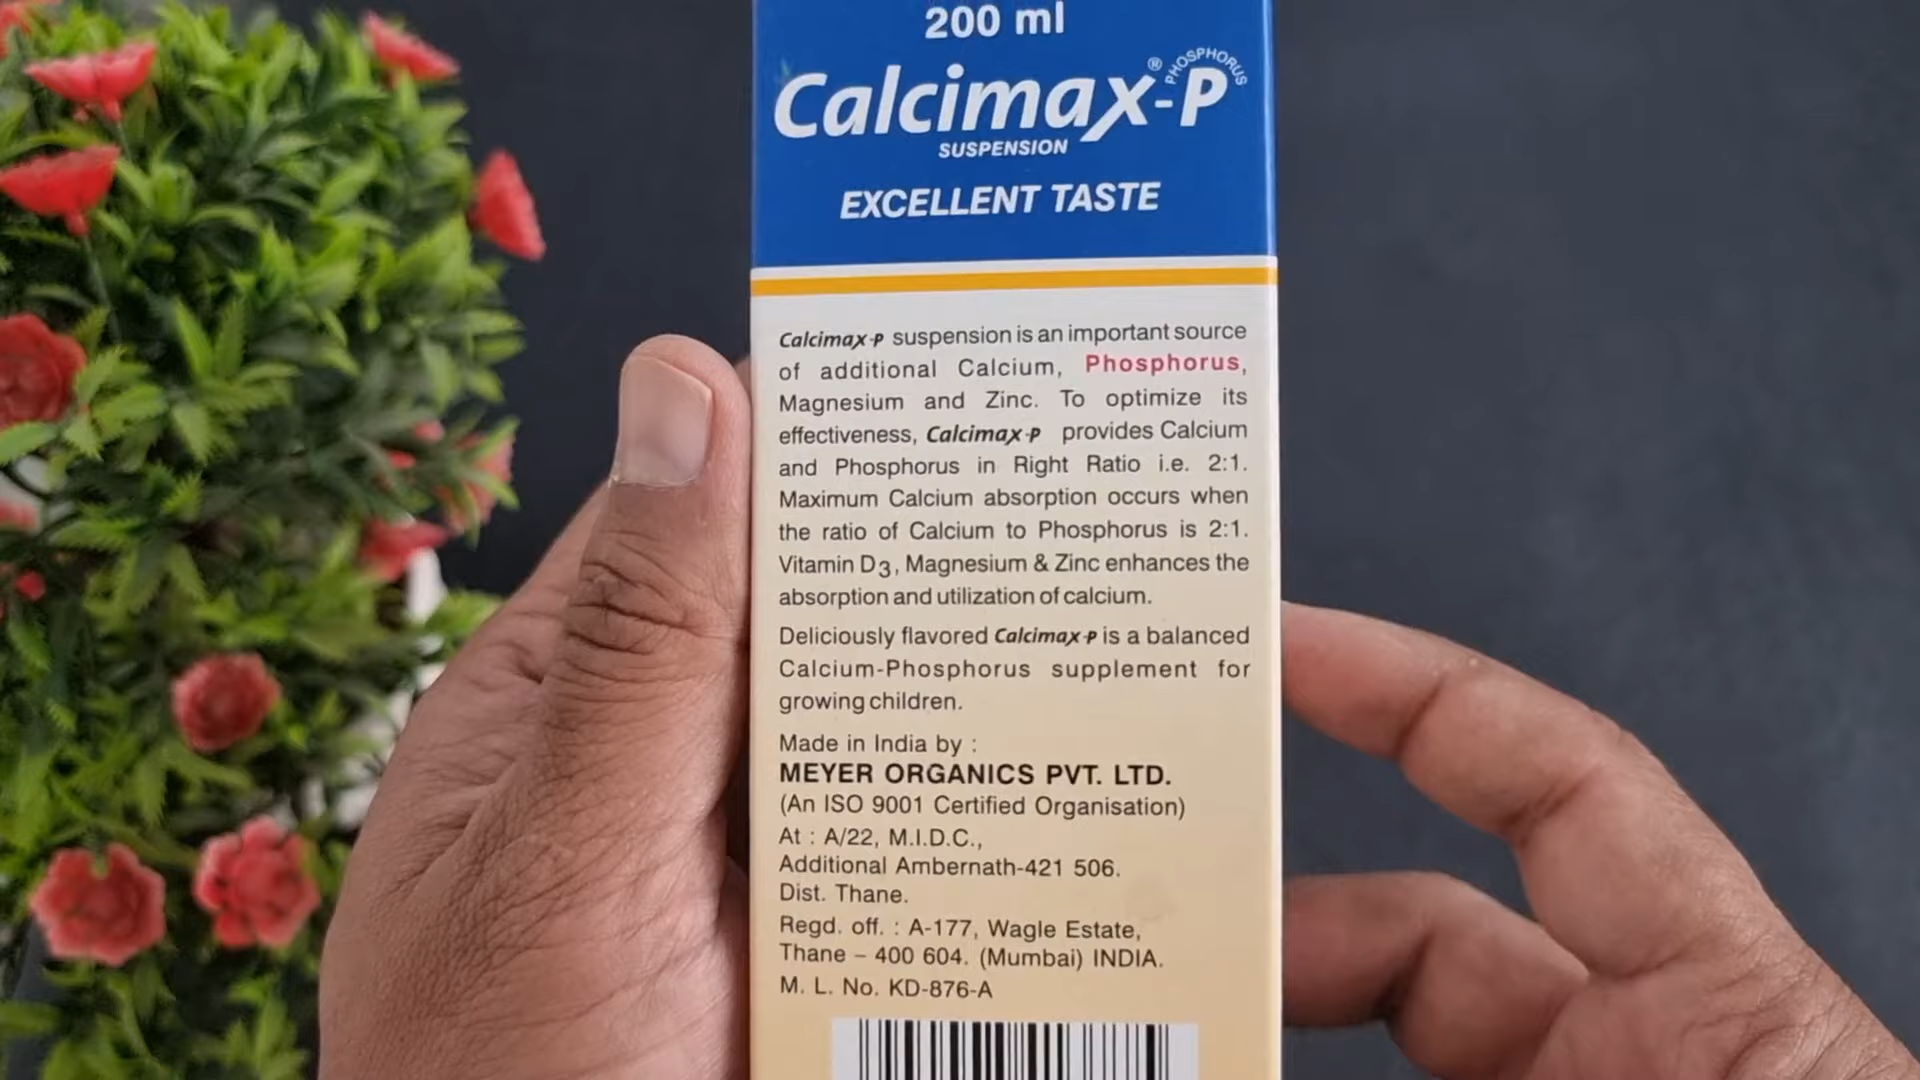 200 ml
Calcimax-P®
PHOSPHORUS
SUSPENSION
EXCELLENT TASTE
Calcimax-P suspension is an important source
of additional Calcium, Phosphorus,
Magnesium and Zinc. To optimize its
effectiveness, Calcimax-P provides Calcium
and Phosphorus in Right Ratio i.e. 2:1.
Maximum Calcium absorption occurs when
the ratio of Calcium to Phosphorus is 2:1.
Vitamin D3, Magnesium & Zinc enhances the
absorption and utilization of calcium.
Deliciously flavored Calcimax-P is a balanced
Calcium-Phosphorus supplement for
growing children.
Made in India by :
MEYER ORGANICS PVT. LTD.
(An ISO 9001 Certified Organisation)
At : A/22, M.I.D.C.,
Additional Ambernath-421 506.
Dist. Thane.
Regd. off. : A-177, Wagle Estate,
Thane – 400 604. (Mumbai) INDIA.
M. L. No. KD-876-A